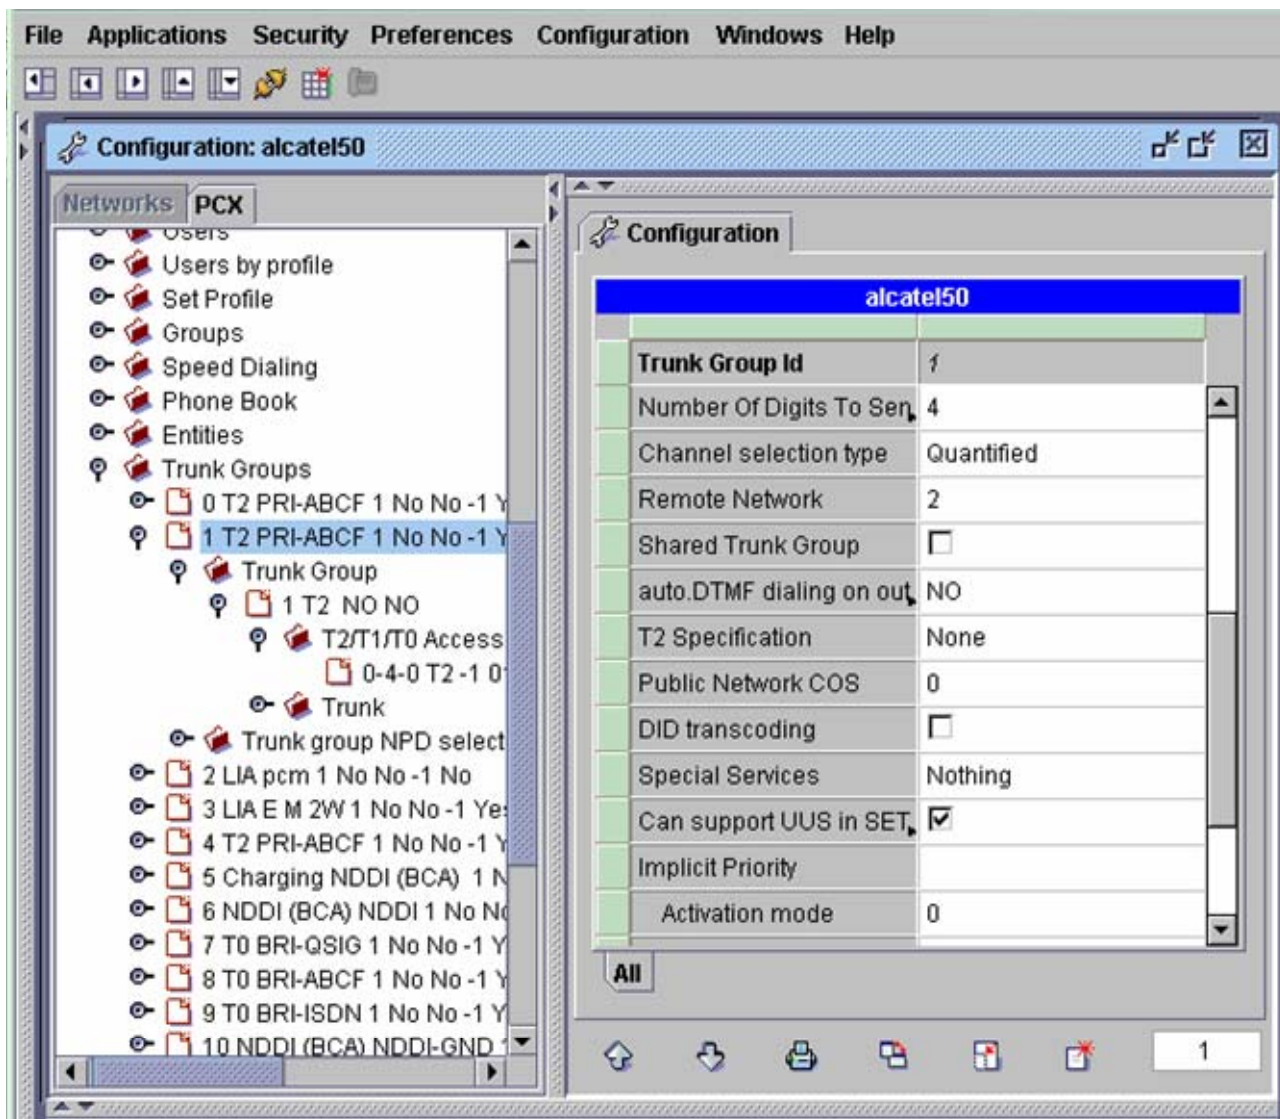 File Applications Security Preferences Configuration Windows Help
Configuration: alcatel50
Networks PCX
Users
Users by profile
Set Profile
Groups
Speed Dialing
Phone Book
Entities
Trunk Groups
0 T2 PRI-ABCF 1 No No -1 Y
1 T2 PRI-ABCF 1 No No -1 Y
Trunk Group
1 T2 NO NO
T2/T1/T0 Access
0-4-0 T2 -1 0
Trunk
Trunk group NPD select
2 LIA pcm 1 No No -1 No
3 LIA E M 2W 1 No No -1 Yes
4 T2 PRI-ABCF 1 No No -1 Y
5 Charging NDDI (BCA) 1 N
6 NDDI (BCA) NDDI 1 No No
7 T0 BRI-QSIG 1 No No -1 Y
8 T0 BRI-ABCF 1 No No -1 Y
9 T0 BRI-ISDN 1 No No -1 Y
10 NDDI (BCA) NDDI-GND
Configuration
alcatel50
Trunk Group Id 1
Number Of Digits To Sen 4
Channel selection type Quantified
Remote Network 2
Shared Trunk Group
auto.DTMF dialing on out NO
T2 Specification None
Public Network COS 0
DID transcoding
Special Services Nothing
Can support UUS in SET
Implicit Priority
Activation mode 0
All
1